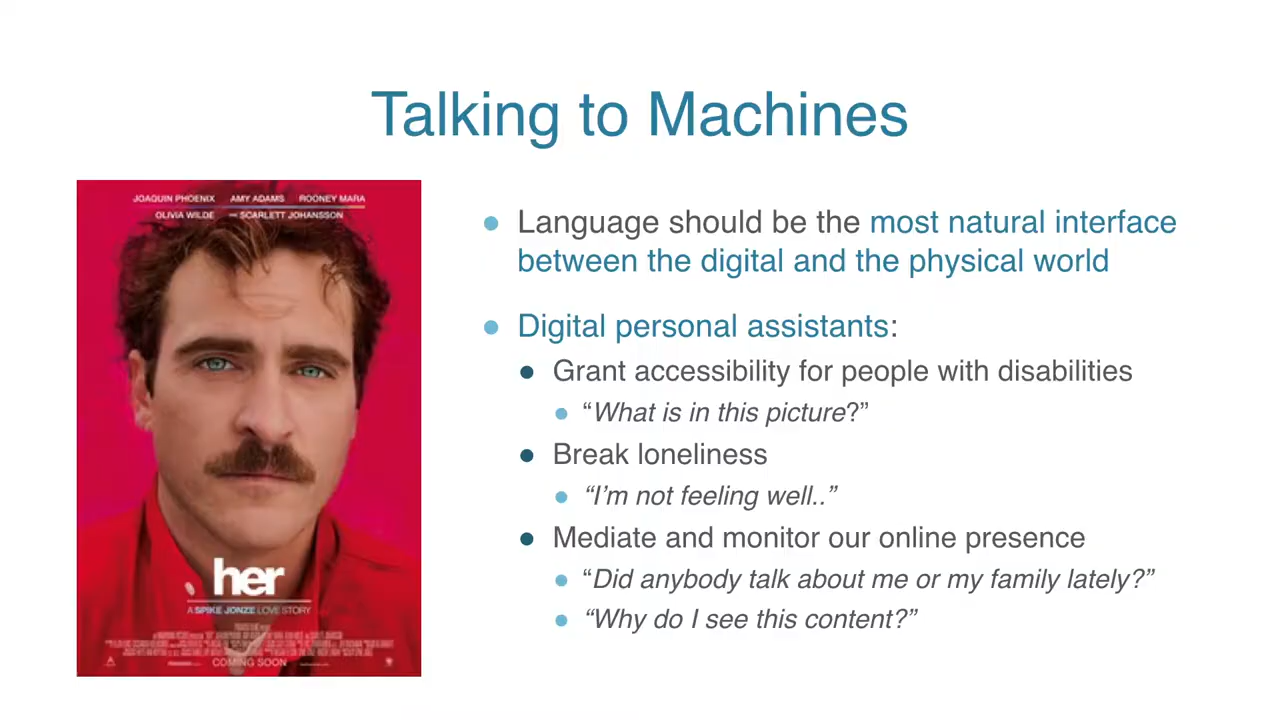 Talking to Machines
JOAQUIN PHOENIX AMY ADAMS ROONEY MARA
OLIVIA WILDE AND SCARLETT JOHANSSON
her
A SPIKE JONZE LOVE STORY
COMING SOON
Language should be the most natural interface
between the digital and the physical world
Digital personal assistants:
Grant accessibility for people with disabilities
“What is in this picture?”
Break loneliness
“I’m not feeling well..”
Mediate and monitor our online presence
“Did anybody talk about me or my family lately?”
“Why do I see this content?”